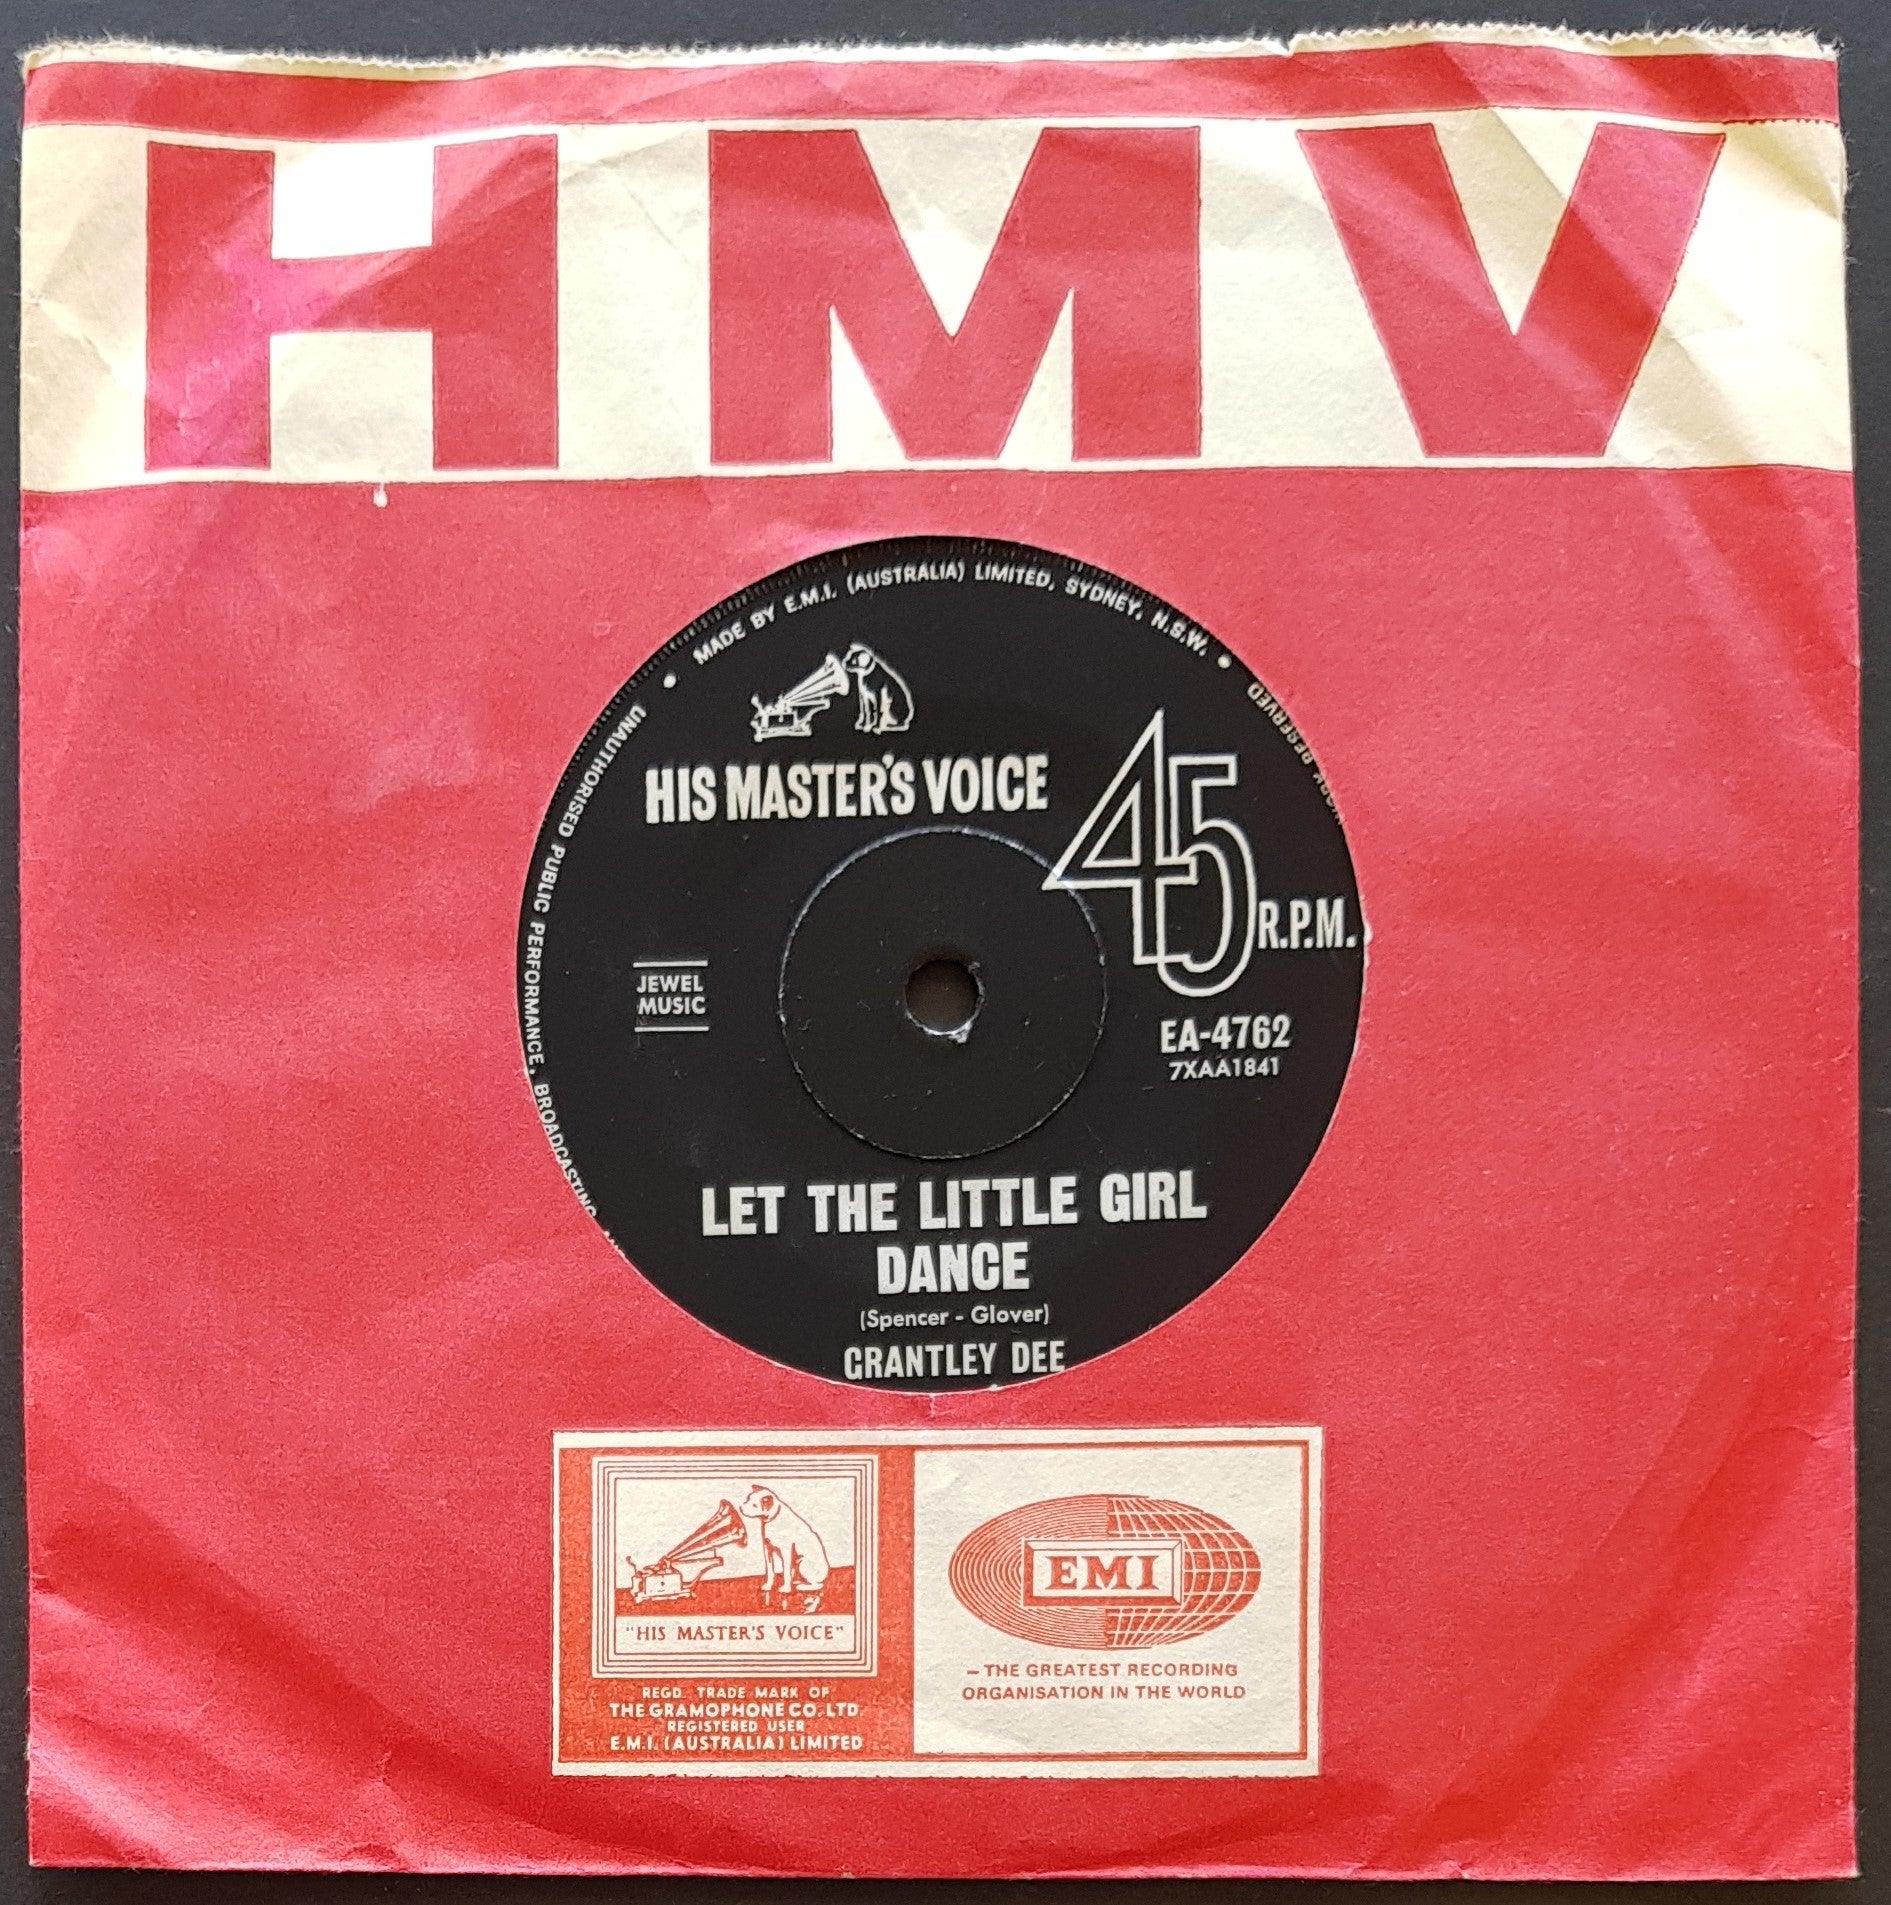 HMV
MADE BY E.M.I. (AUSTRALIA) LIMITED, SYDNEY, N.S.W.
RESERVED
UNAUTHORISED PUBLIC PERFORMANCE, BROADCASTING
HIS MASTER'S VOICE
45 R.P.M.
JEWEL
MUSIC
EA-4762
7XAA1841
LET THE LITTLE GIRL
DANCE
(Spencer - Glover)
GRANTLEY DEE
"HIS MASTER'S VOICE"
REGD. TRADE MARK OF
THE GRAMOPHONE CO. LTD.
REGISTERED USER
E.M.I. (AUSTRALIA) LIMITED
EMI
– THE GREATEST RECORDING
ORGANISATION IN THE WORLD